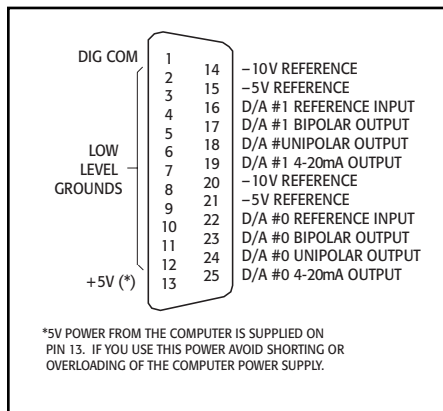 DIG COM 1
2
3
4
5
6
7
8
9
10
11
12
+5V (*) 13
LOW
LEVEL
GROUNDS
14 –10V REFERENCE
15 –5V REFERENCE
16 D/A #1 REFERENCE INPUT
17 D/A #1 BIPOLAR OUTPUT
18 D/A #UNIPOLAR OUTPUT
19 D/A #1 4-20mA OUTPUT
20 –10V REFERENCE
21 –5V REFERENCE
22 D/A #0 REFERENCE INPUT
23 D/A #0 BIPOLAR OUTPUT
24 D/A #0 UNIPOLAR OUTPUT
25 D/A #0 4-20mA OUTPUT
*5V POWER FROM THE COMPUTER IS SUPPLIED ON
PIN 13. IF YOU USE THIS POWER AVOID SHORTING OR
OVERLOADING OF THE COMPUTER POWER SUPPLY.